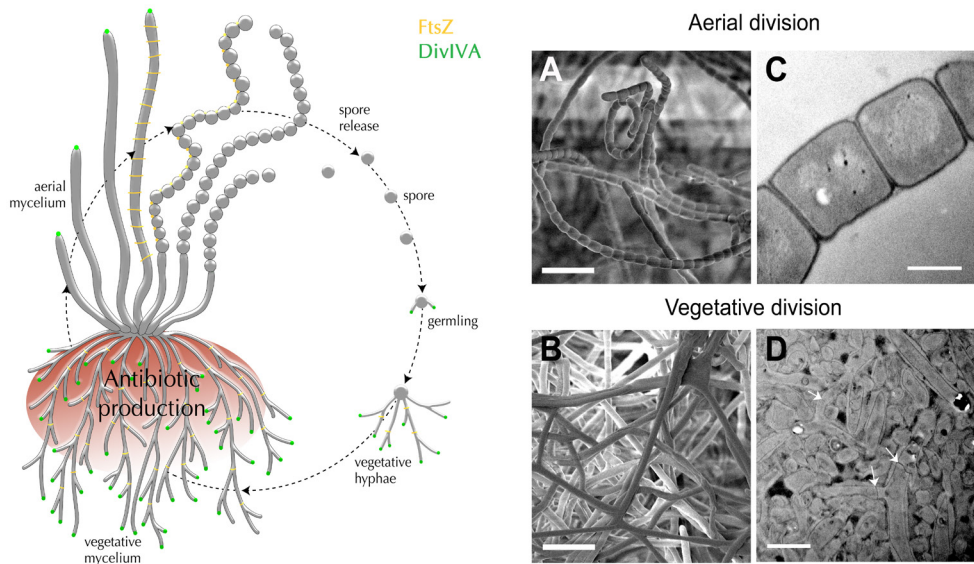 FtsZ
DivIVA
spore
release
aerial
mycelium
spore
germling
Antibiotic
production
vegetative
hyphae
vegetative
mycelium
Aerial division
A
C
Vegetative division
B
D